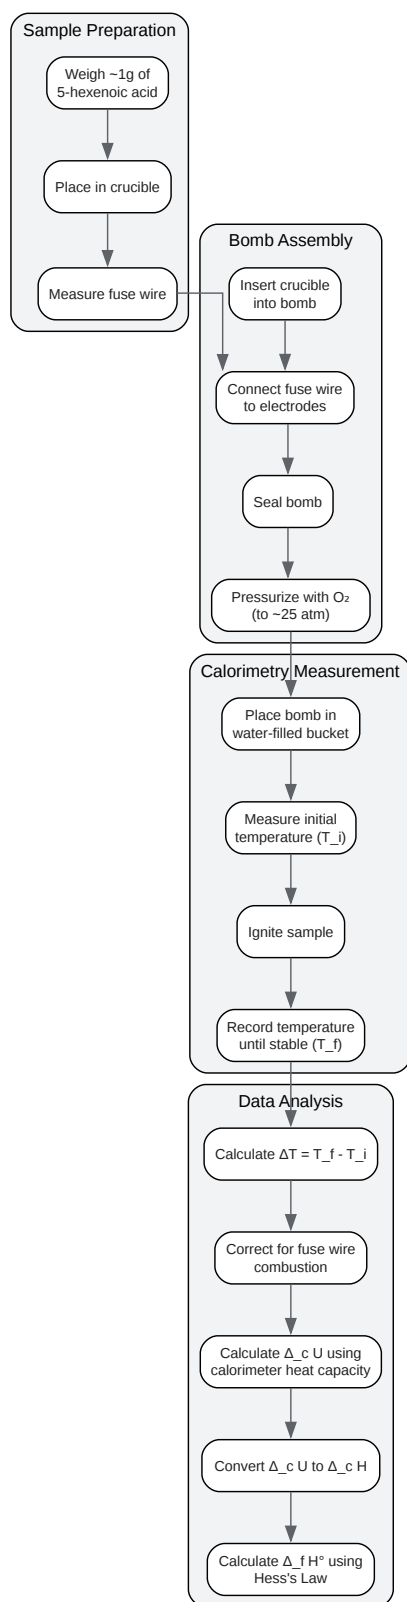 Sample Preparation
Weigh ~1g of
5-hexenoic acid
Place in crucible
Measure fuse wire
Bomb Assembly
Insert crucible
into bomb
Connect fuse wire
to electrodes
Seal bomb
Pressurize with O₂
(to ~25 atm)
Calorimetry Measurement
Place bomb in
water-filled bucket
Measure initial
temperature (T_i)
Ignite sample
Record temperature
until stable (T_f)
Data Analysis
Calculate ΔT = T_f - T_i
Correct for fuse wire
combustion
Calculate Δ_c U using
calorimeter heat capacity
Convert Δ_c U to Δ_c H
Calculate Δ_f H° using
Hess's Law